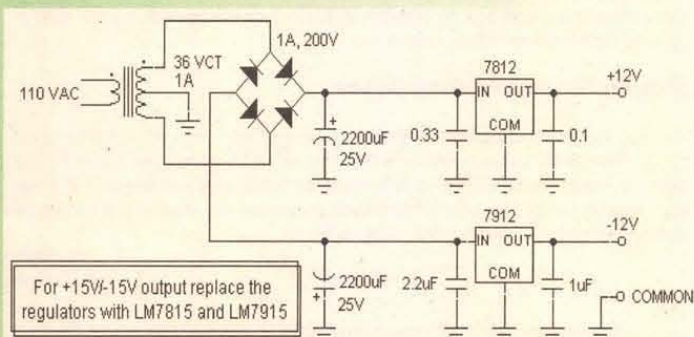 1A, 200V
36 VCT
1A
110 VAC
7812
IN OUT
COM
+12V
+
2200uF
25V
0.33
0.1
7912
IN OUT
COM
-12V
2200uF
+
25V
2.2uF
1uF
COMMON
For +15V/-15V output replace the
regulators with LM7815 and LM7915